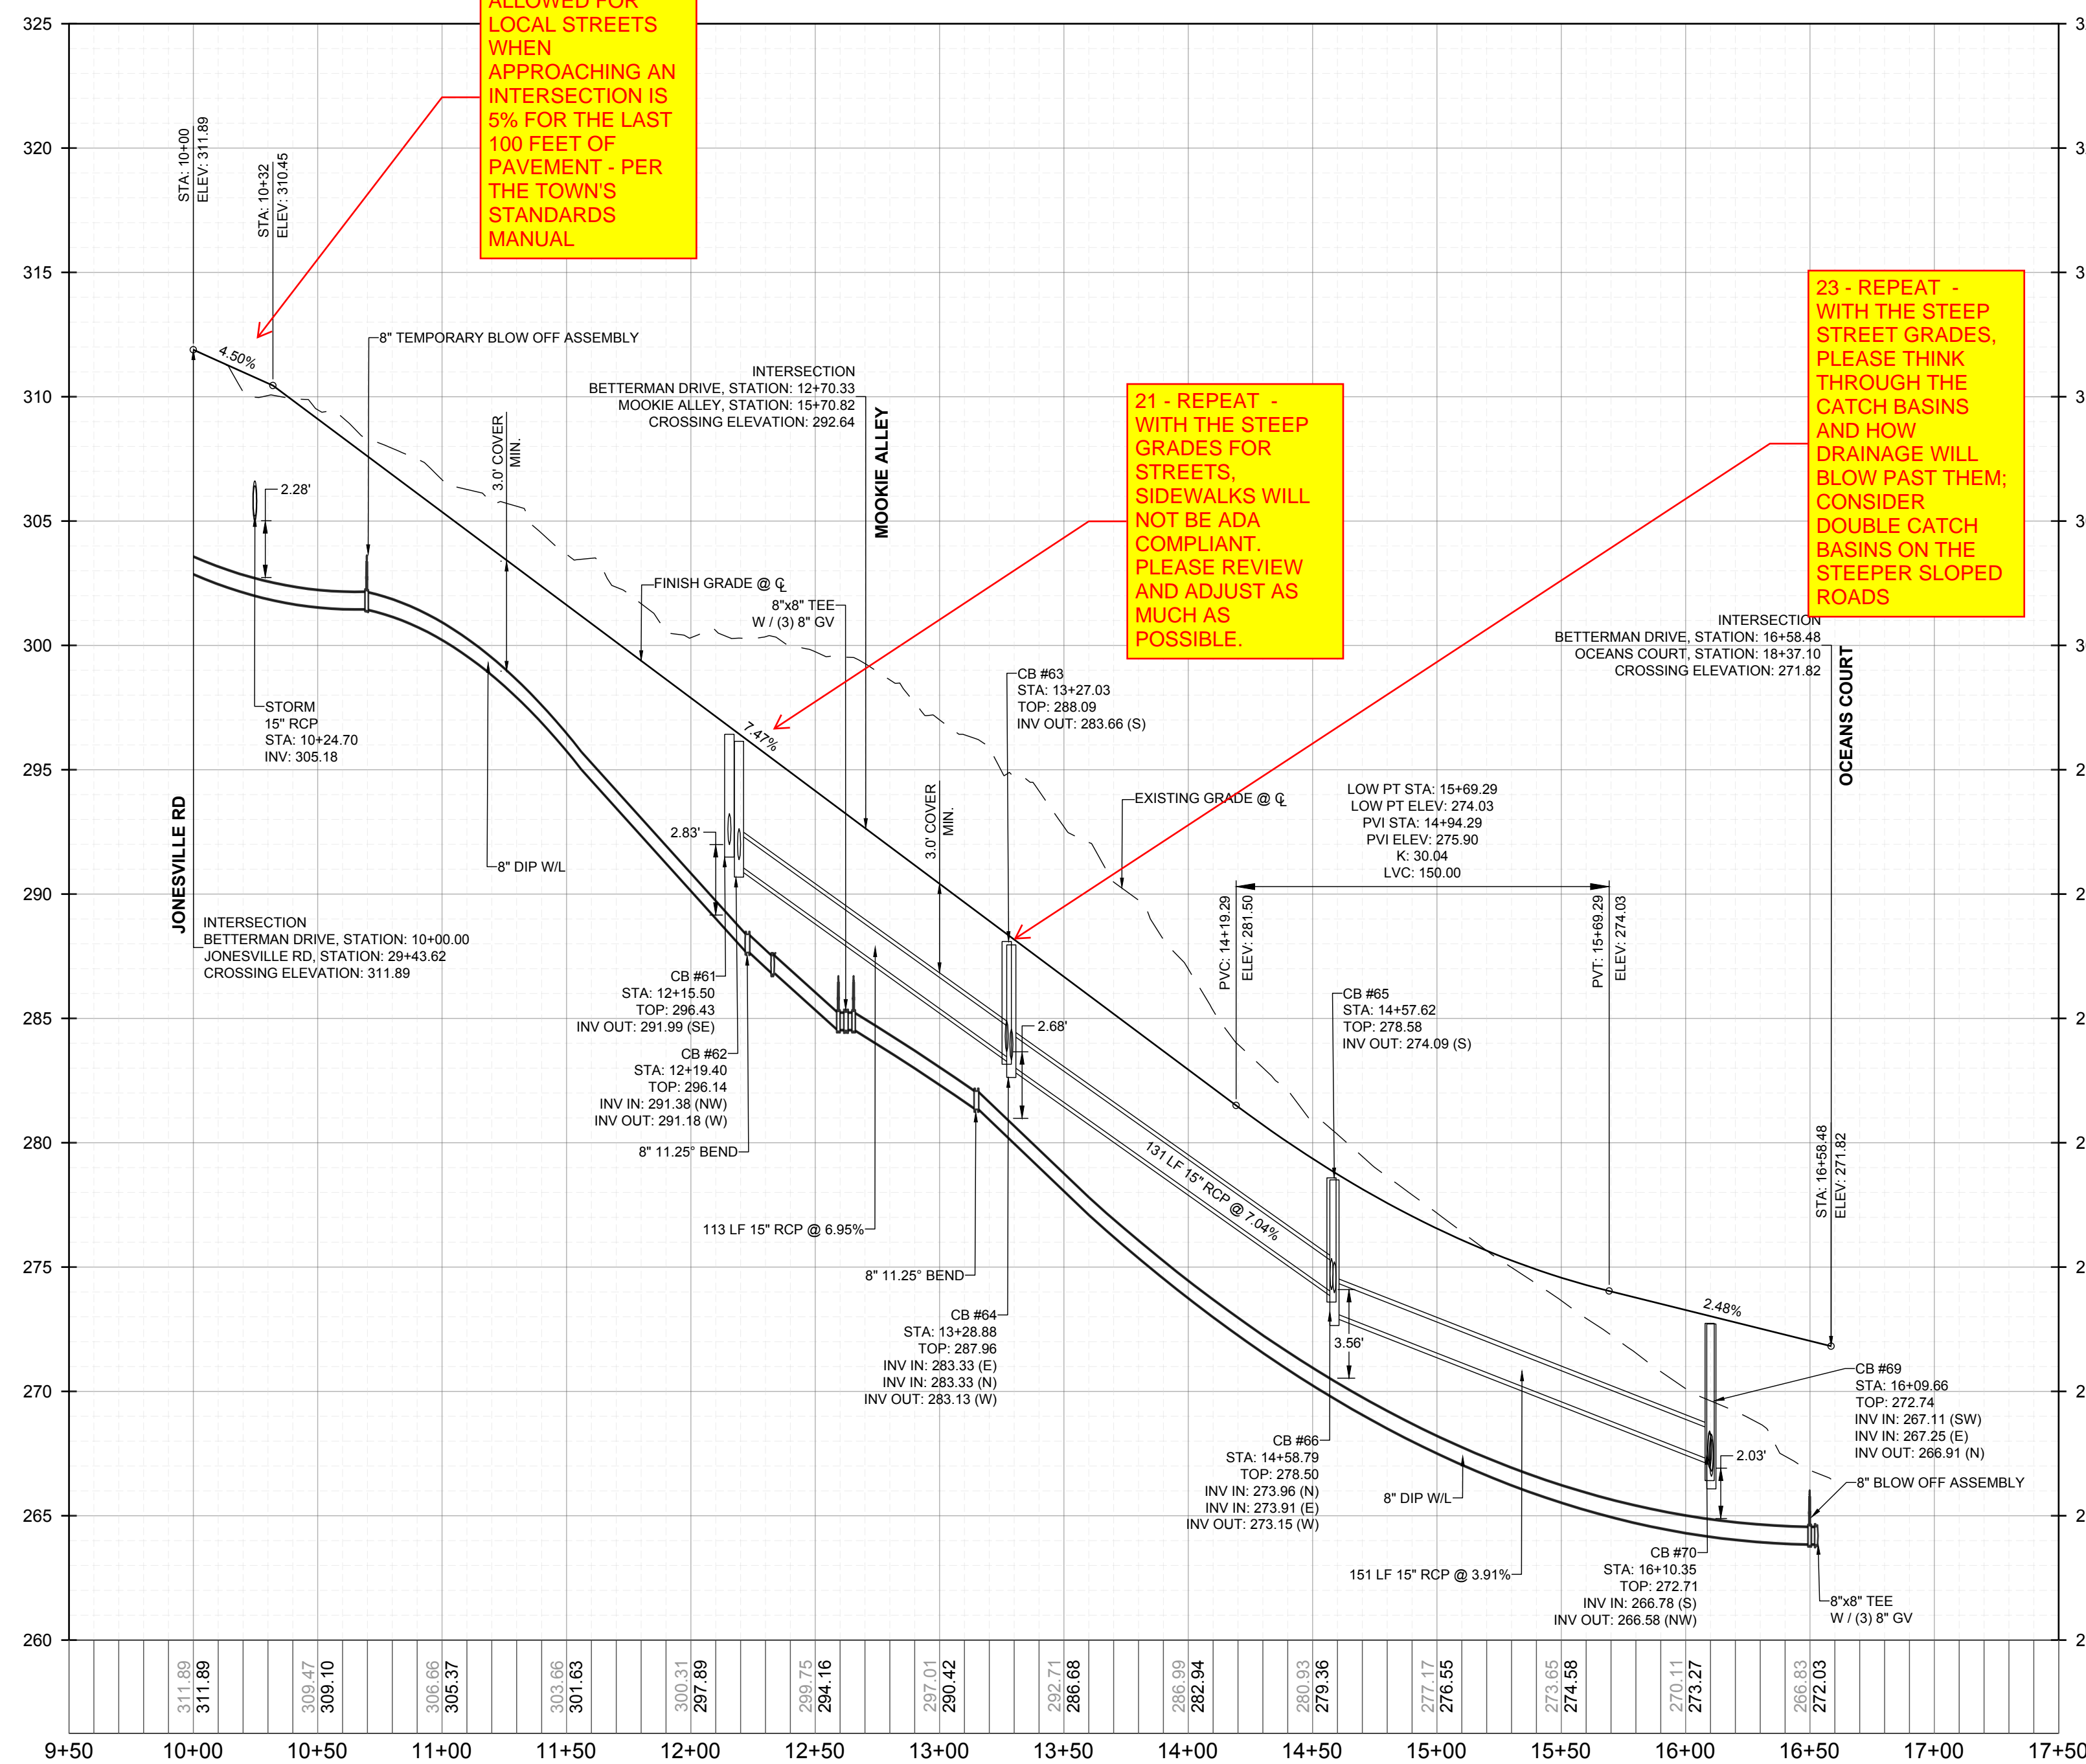 ALLOWED FOR
LOCAL STREETS
WHEN
APPROACHING AN
INTERSECTION IS
5% FOR THE LAST
100 FEET OF
PAVEMENT - PER
THE TOWN'S
STANDARDS
MANUAL
23 - REPEAT -
WITH THE STEEP
STREET GRADES,
PLEASE THINK
THROUGH THE
CATCH BASINS
AND HOW
DRAINAGE WILL
BLOW PAST THEM;
CONSIDER
DOUBLE CATCH
BASINS ON THE
STEEPER SLOPED
ROADS
21 - REPEAT -
WITH THE STEEP
GRADES FOR
STREETS,
SIDEWALKS WILL
NOT BE ADA
COMPLIANT.
PLEASE REVIEW
AND ADJUST AS
MUCH AS
POSSIBLE.
325
320
315
310
305
300
295
290
285
280
275
270
265
260
STA: 10+00
ELEV: 311.89
STA: 10+32
ELEV: 310.45
4.50%
8" TEMPORARY BLOW OFF ASSEMBLY
INTERSECTION
BETTERMAN DRIVE, STATION: 12+70.33
MOOKIE ALLEY, STATION: 15+70.82
CROSSING ELEVATION: 292.64
MOOKIE ALLEY
3.0' COVER
MIN.
2.28'
FINISH GRADE @ ℄
8"x8" TEE
W / (3) 8" GV
STORM
15" RCP
STA: 10+24.70
INV: 305.18
7.47%
CB #63
STA: 13+27.03
TOP: 288.09
INV OUT: 283.66 (S)
INTERSECTION
BETTERMAN DRIVE, STATION: 16+58.48
OCEANS COURT, STATION: 18+37.10
CROSSING ELEVATION: 271.82
OCEANS COURT
EXISTING GRADE @ ℄
LOW PT STA: 15+69.29
LOW PT ELEV: 274.03
PVI STA: 14+94.29
PVI ELEV: 275.90
K: 30.04
LVC: 150.00
PVC: 14+19.29
ELEV: 281.50
PVT: 15+69.29
ELEV: 274.03
JONESVILLE RD
INTERSECTION
BETTERMAN DRIVE, STATION: 10+00.00
JONESVILLE RD, STATION: 29+43.62
CROSSING ELEVATION: 311.89
8" DIP W/L
2.83'
3.0' COVER
MIN.
CB #61
STA: 12+15.50
TOP: 296.43
INV OUT: 291.99 (SE)
CB #62
STA: 12+19.40
TOP: 296.14
INV IN: 291.38 (NW)
INV OUT: 291.18 (W)
8" 11.25° BEND
2.68'
CB #65
STA: 14+57.62
TOP: 278.58
INV OUT: 274.09 (S)
113 LF 15" RCP @ 6.95%
131 LF 15" RCP @ 7.04%
8" 11.25° BEND
CB #64
STA: 13+28.88
TOP: 287.96
INV IN: 283.33 (E)
INV IN: 283.33 (N)
INV OUT: 283.13 (W)
STA: 16+58.48
ELEV: 271.82
2.48%
3.56'
CB #66
STA: 14+58.79
TOP: 278.50
INV IN: 273.96 (N)
INV IN: 273.91 (E)
INV OUT: 273.15 (W)
8" DIP W/L
151 LF 15" RCP @ 3.91%
CB #69
STA: 16+09.66
TOP: 272.74
INV IN: 267.11 (SW)
INV IN: 267.25 (E)
INV OUT: 266.91 (N)
2.03'
8" BLOW OFF ASSEMBLY
CB #70
STA: 16+10.35
TOP: 272.71
INV IN: 266.78 (S)
INV OUT: 266.58 (NW)
8"x8" TEE
W / (3) 8" GV
311.89
311.89
309.47
309.10
306.66
305.37
303.66
301.63
300.31
297.89
299.75
294.16
297.01
290.42
292.71
286.68
286.99
282.94
280.93
279.36
277.17
276.55
273.65
274.58
270.11
273.27
266.83
272.03
9+50 10+00 10+50 11+00 11+50 12+00 12+50 13+00 13+50 14+00 14+50 15+00 15+50 16+00 16+50 17+00 17+50